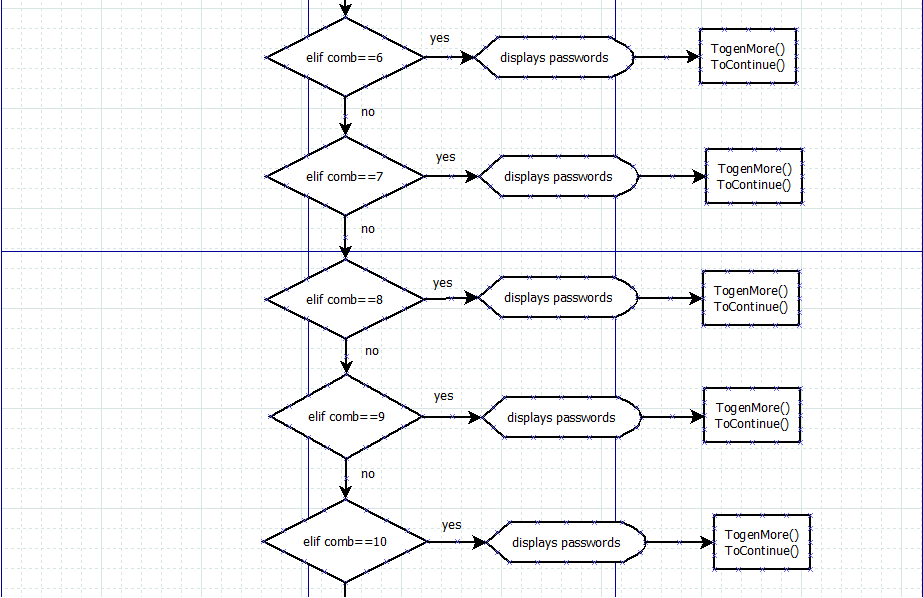 yes
elif comb==6
displays passwords
TogenMore()
ToContinue()
no
yes
elif comb==7
displays passwords
TogenMore()
ToContinue()
no
yes
elif comb==8
displays passwords
TogenMore()
ToContinue()
no
yes
elif comb==9
displays passwords
TogenMore()
ToContinue()
no
yes
elif comb==10
displays passwords
TogenMore()
ToContinue()